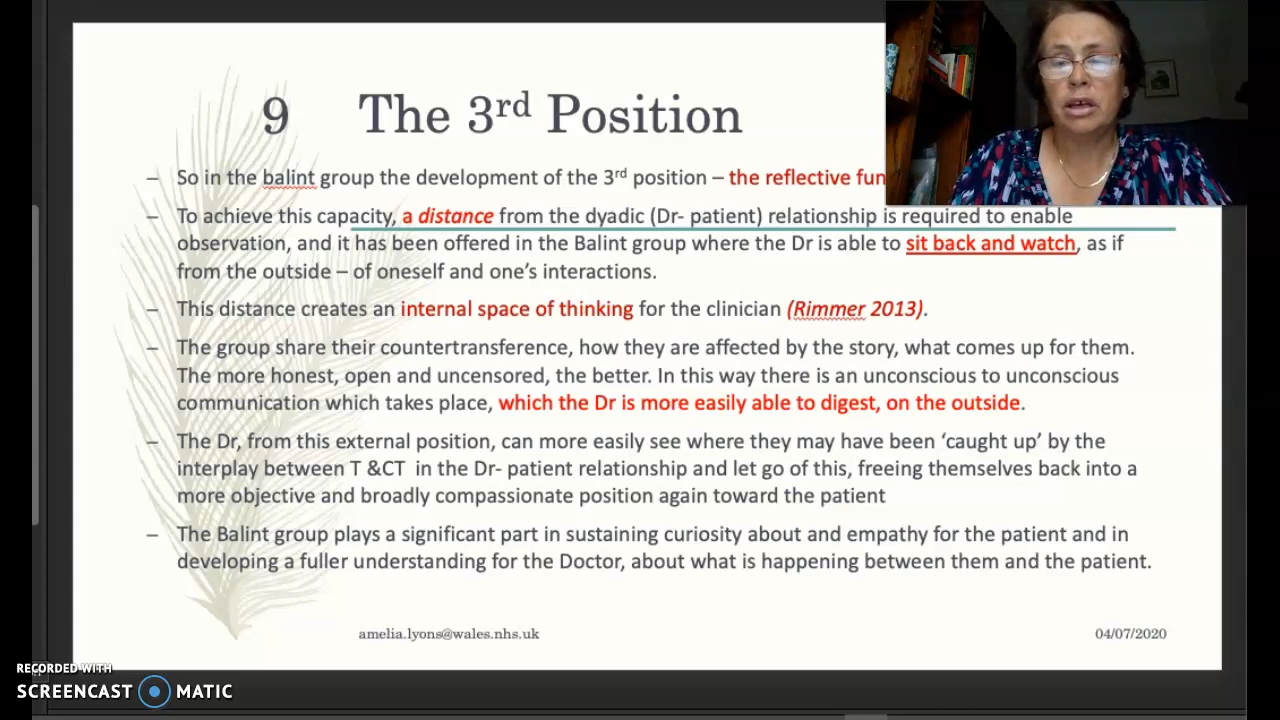 9 The 3rd Position
– So in the balint group the development of the 3rd position – the reflective fun
– To achieve this capacity, a distance from the dyadic (Dr- patient) relationship is required to enable
observation, and it has been offered in the Balint group where the Dr is able to sit back and watch, as if
from the outside – of oneself and one's interactions.
– This distance creates an internal space of thinking for the clinician (Rimmer 2013).
– The group share their countertransference, how they are affected by the story, what comes up for them.
The more honest, open and uncensored, the better. In this way there is an unconscious to unconscious
communication which takes place, which the Dr is more easily able to digest, on the outside.
– The Dr, from this external position, can more easily see where they may have been 'caught up' by the
interplay between T &CT in the Dr- patient relationship and let go of this, freeing themselves back into a
more objective and broadly compassionate position again toward the patient
– The Balint group plays a significant part in sustaining curiosity about and empathy for the patient and in
developing a fuller understanding for the Doctor, about what is happening between them and the patient.
amelia.lyons@wales.nhs.uk 04/07/2020
RECORDED WITH
SCREENCAST MATIC